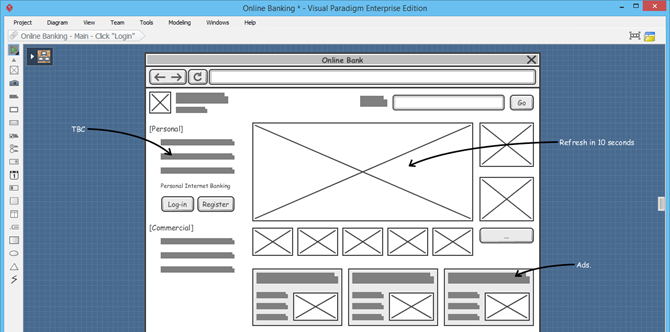 Online Banking * - Visual Paradigm Enterprise Edition
Project Diagram View Team Tools Modeling Windows Help
Online Banking - Main - Click "Login"
Online Bank
Go
[Personal]
TBC
Refresh in 10 seconds
Personal Internet Banking
Log-in Register
[Commercial]
...
Ads.